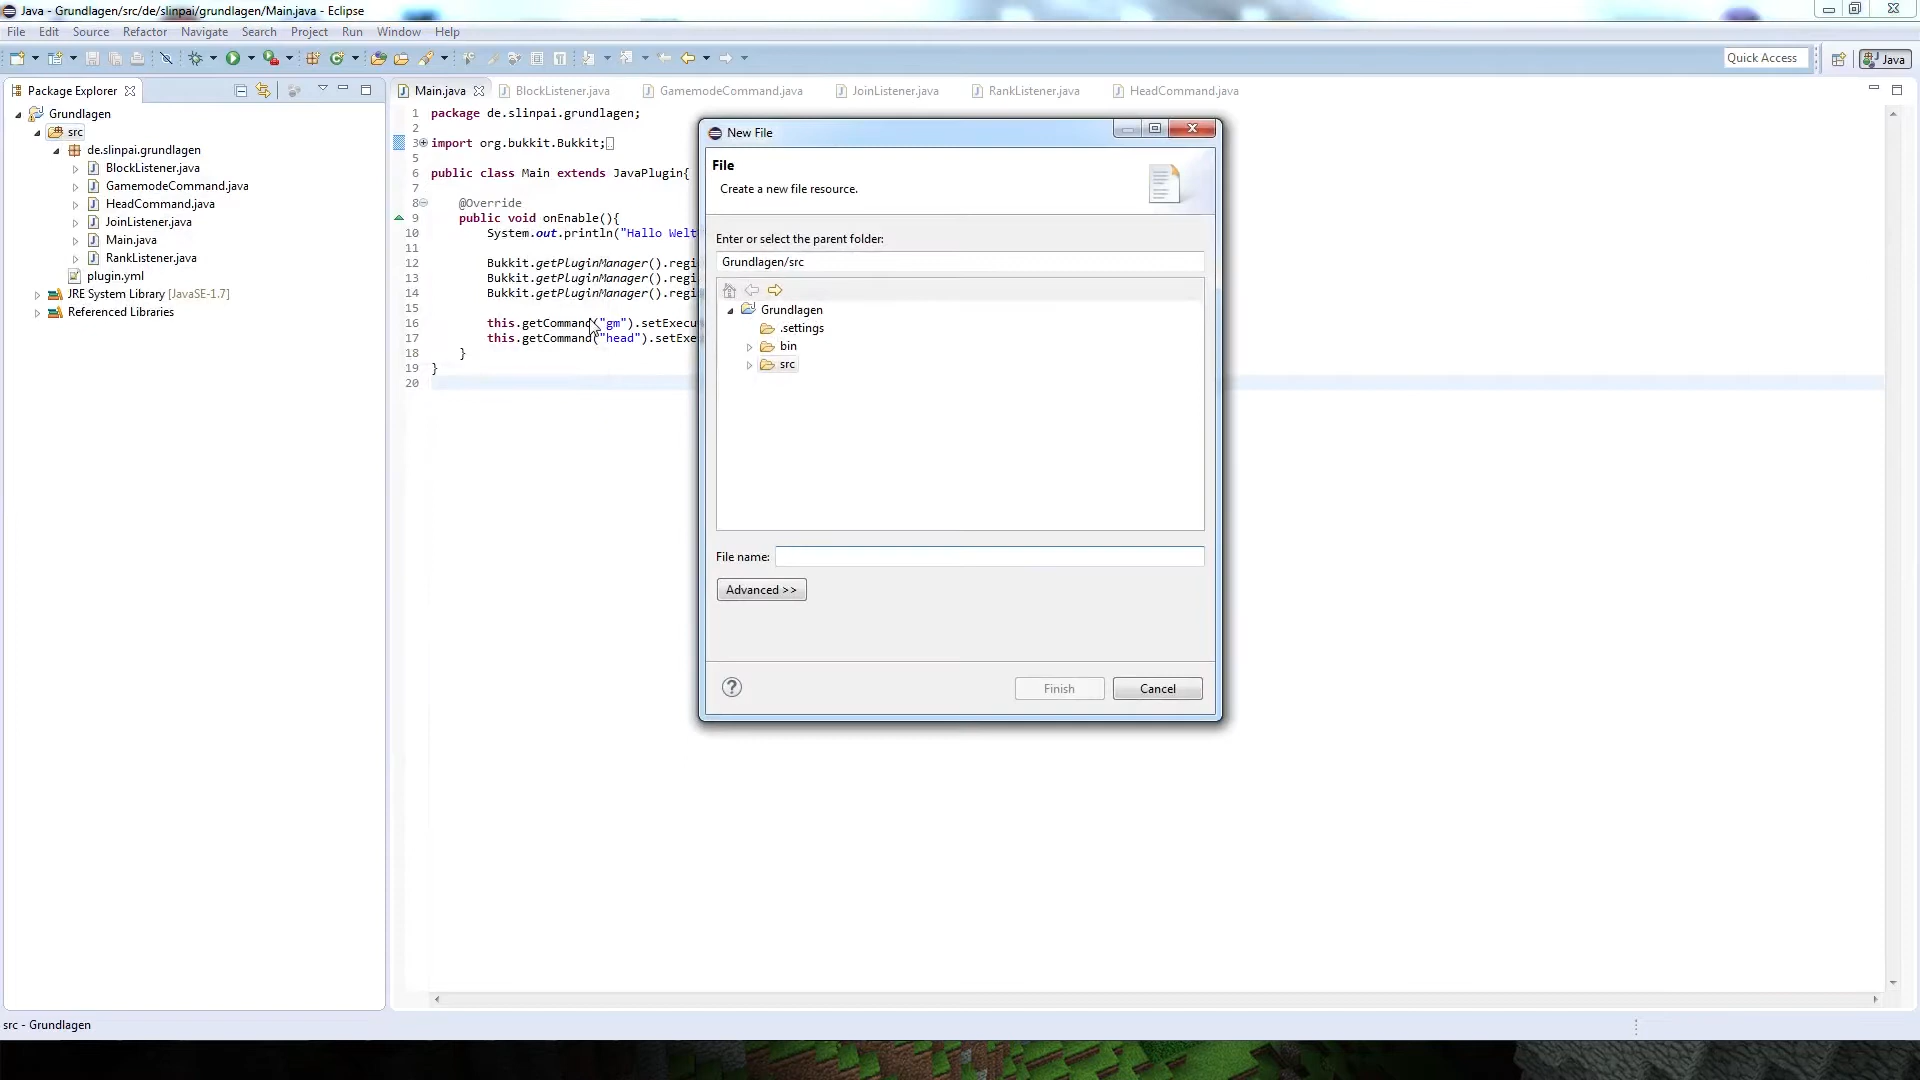 Java - Grundlagen/src/de/slinpai/grundlagen/Main.java - Eclipse
File Edit Source Refactor Navigate Search Project Run Window Help
Quick Access
Java
Package Explorer
Grundlagen
src
de.slinpai.grundlagen
BlockListener.java
GamemodeCommand.java
HeadCommand.java
JoinListener.java
Main.java
RankListener.java
plugin.yml
JRE System Library [JavaSE-1.7]
Referenced Libraries
Main.java BlockListener.java GamemodeCommand.java JoinListener.java RankListener.java HeadCommand.java
1 package de.slinpai.grundlagen;
2
3 import org.bukkit.Bukkit;
5
6 public class Main extends JavaPlugin{
7
8 @Override
9 public void onEnable(){
10 System.out.println("Hallo Welt
11
12 Bukkit.getPluginManager().regi
13 Bukkit.getPluginManager().regi
14 Bukkit.getPluginManager().regi
15
16 this.getCommand("gm").setExecu
17 this.getCommand("head").setExe
18 }
19 }
20
New File
File
Create a new file resource.
Enter or select the parent folder:
Grundlagen/src
Grundlagen
.settings
bin
src
File name:
Advanced >>
?
Finish
Cancel
src - Grundlagen